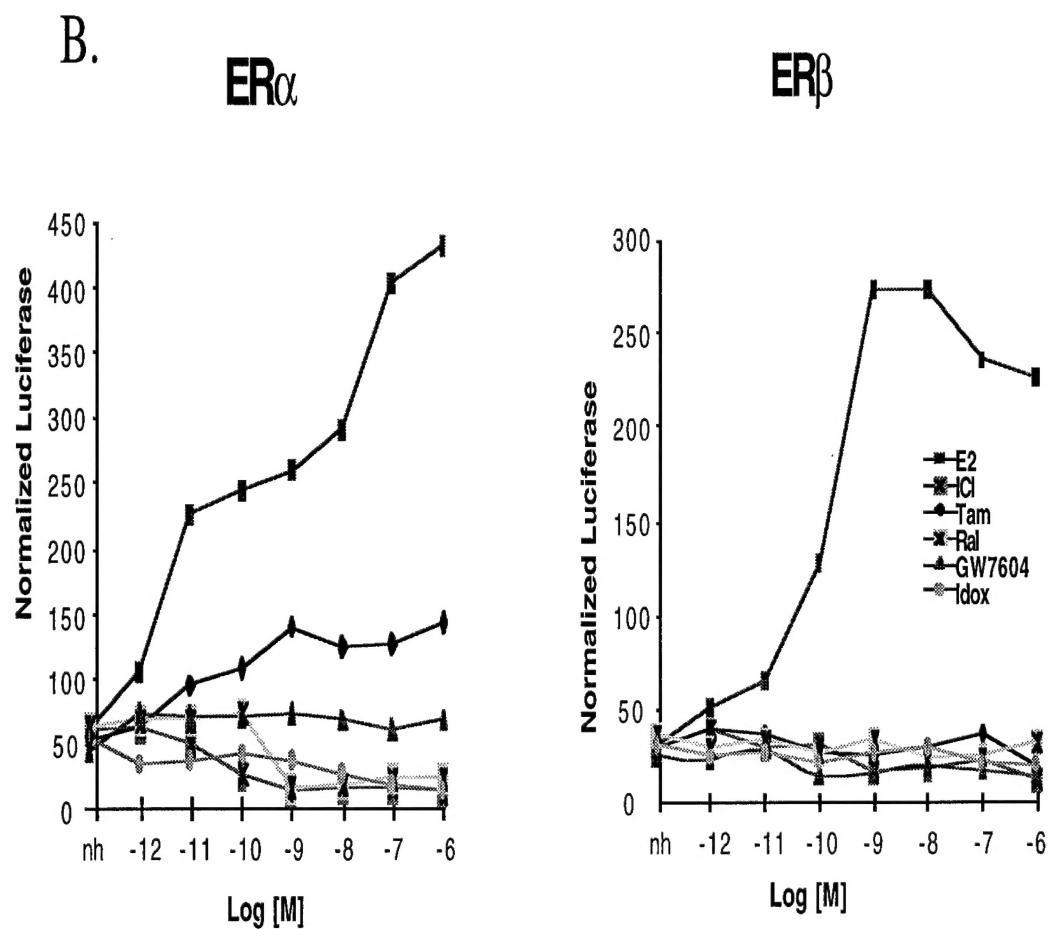 B.
ERα
ERβ
Normalized Luciferase
450
400
350
300
250
200
150
100
50
0
nh -12 -11 -10 -9 -8 -7 -6
Log [M]
Normalized Luciferase
300
250
200
150
100
50
0
E2
ICI
Tam
Ral
GW7604
Idox
nh -12 -11 -10 -9 -8 -7 -6
Log [M]